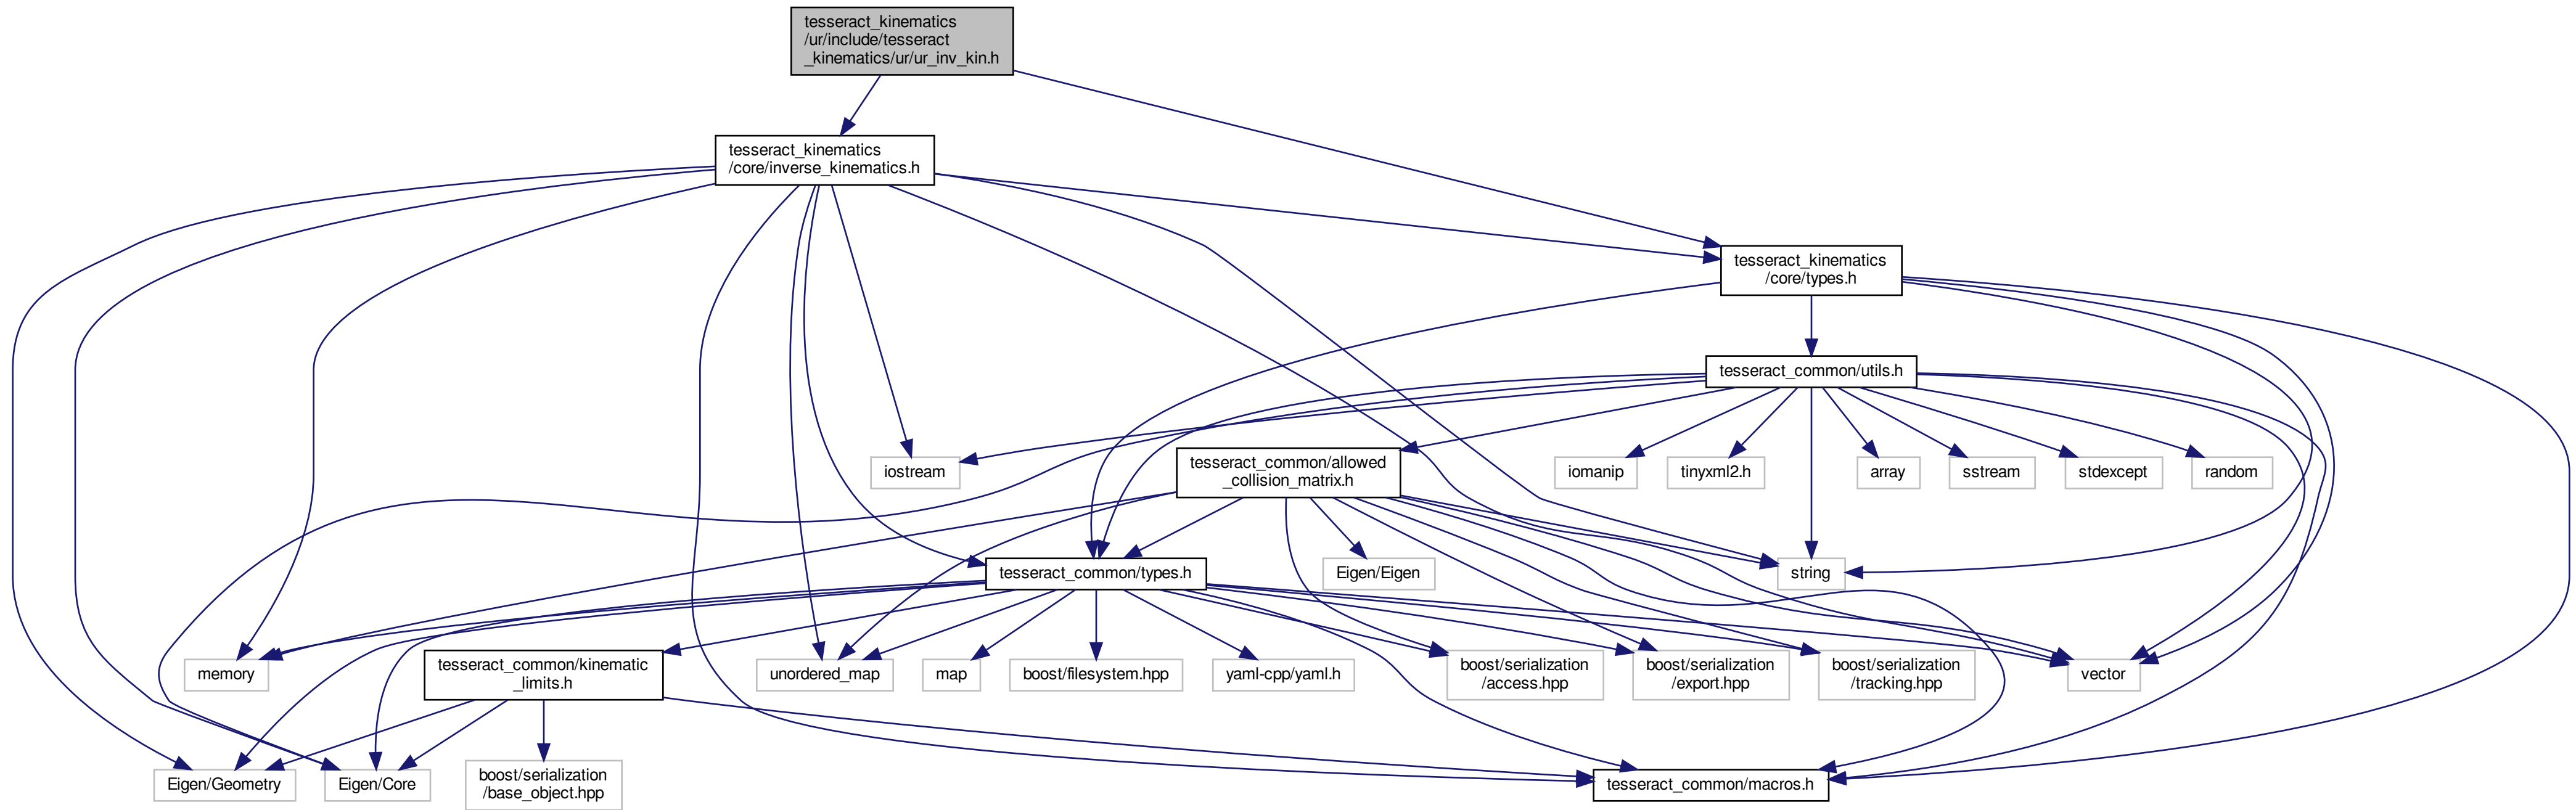 tesseract_kinematics
/ur/include/tesseract
_kinematics/ur/ur_inv_kin.h
tesseract_kinematics
/core/inverse_kinematics.h
tesseract_kinematics
/core/types.h
tesseract_common/utils.h
iostream
tesseract_common/allowed
_collision_matrix.h
iomanip
tinyxml2.h
array
sstream
stdexcept
random
tesseract_common/types.h
Eigen/Eigen
string
memory
tesseract_common/kinematic
_limits.h
unordered_map
map
boost/filesystem.hpp
yaml-cpp/yaml.h
boost/serialization
/access.hpp
boost/serialization
/export.hpp
boost/serialization
/tracking.hpp
vector
Eigen/Geometry
Eigen/Core
boost/serialization
/base_object.hpp
tesseract_common/macros.h